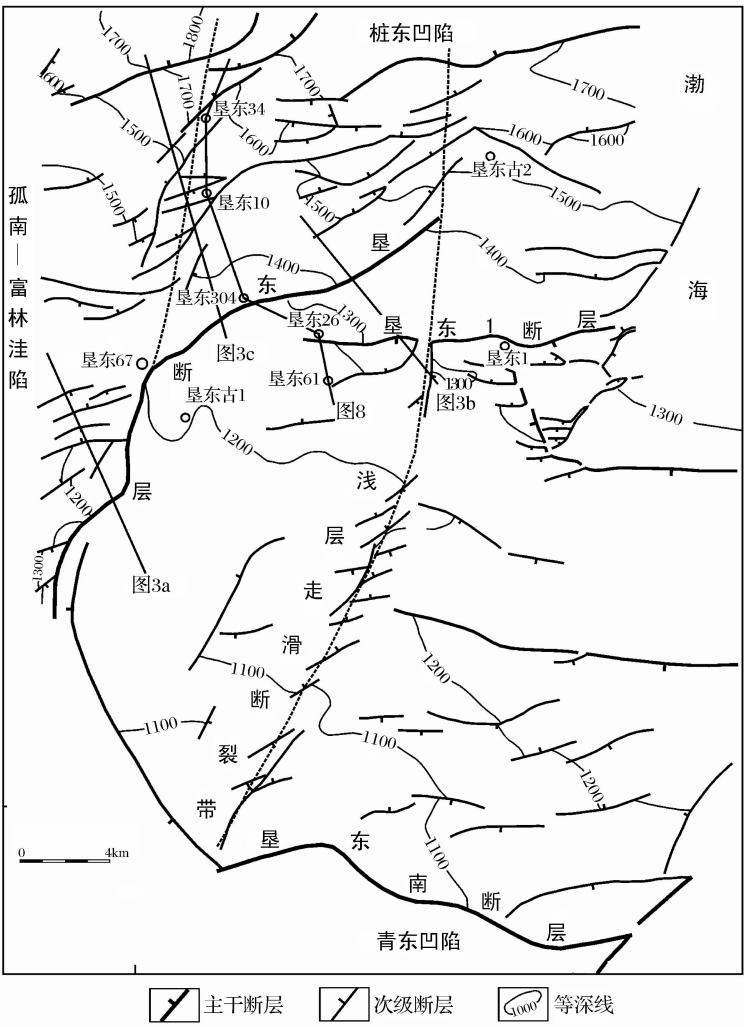 桩东凹陷
渤
海
孤南—富林洼陷
1800
1700
1700
1700
1600
1700
1500
1600
1600
1600
1500
1500
1500
1400
1400
1300
1300
1300
1200
1200
1300
1100
1200
1100
1100
1200
1100
垦东34
垦东古2
垦东10
垦东304
垦东26
垦东67
垦东1
垦东61
垦东古1
图3c
图8
图3b
图3a
垦东断层
垦东1断层
浅层走滑断裂带
垦东南断层
青东凹陷
0 4km
主干断层
次级断层
1000 等深线